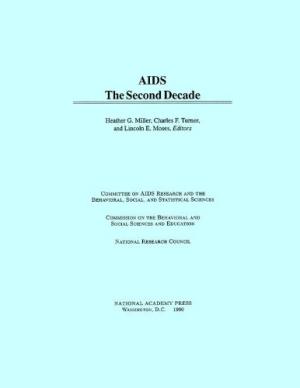 AIDS
The Second Decade
Heather G. Miller, Charles F. Turner,
and Lincoln E. Moses, Editors
COMMITTEE ON AIDS RESEARCH AND THE
BEHAVIORAL, SOCIAL, AND STATISTICAL SCIENCES
COMMISSION ON THE BEHAVIORAL AND
SOCIAL SCIENCES AND EDUCATION
NATIONAL RESEARCH COUNCIL
NATIONAL ACADEMY PRESS
WASHINGTON, D.C. 1990